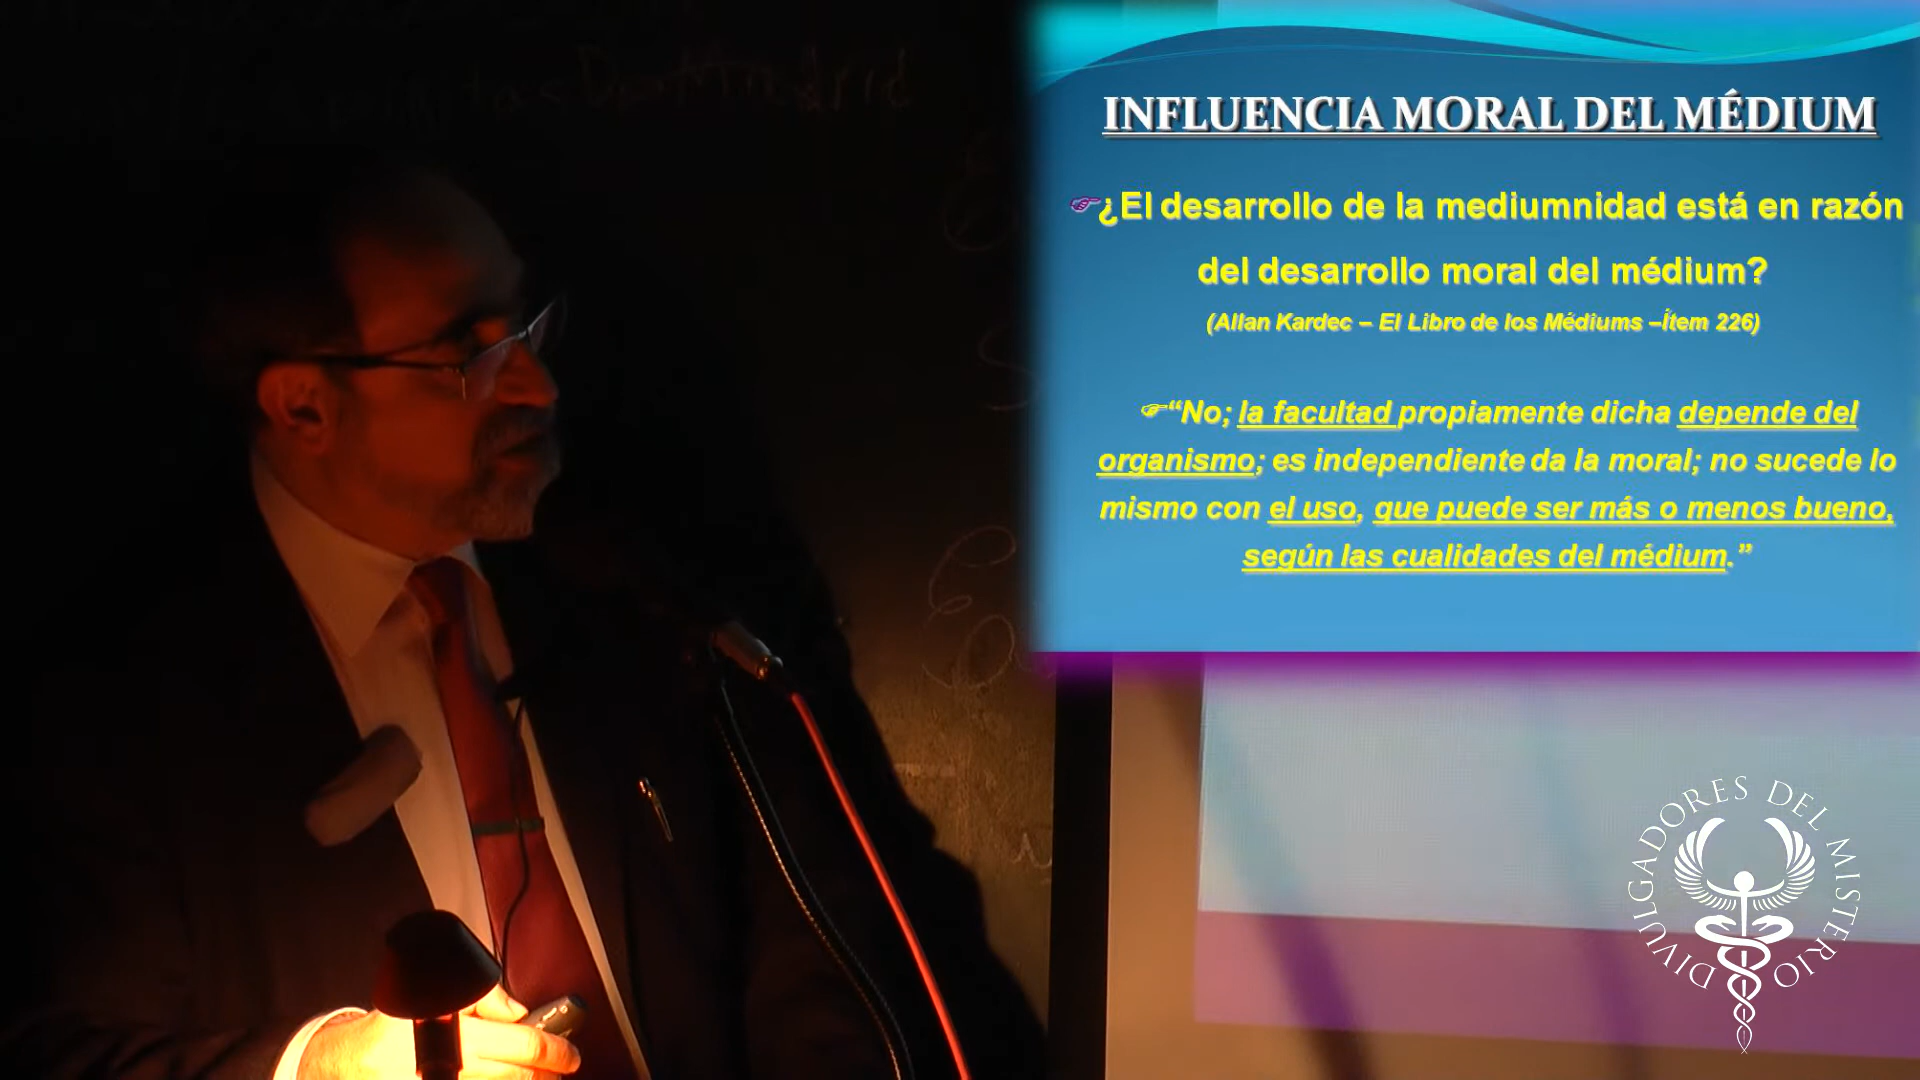 INFLUENCIA MORAL DEL MÉDIUM
¿El desarrollo de la mediumnidad está en razón
del desarrollo moral del médium?
(Allan Kardec – El Libro de los Médiums –Ítem 226)
“No; la facultad propiamente dicha depende del
organismo; es independiente da la moral; no sucede lo
mismo con el uso, que puede ser más o menos bueno,
según las cualidades del médium.”
DIVULGADORES DEL MISTERIO